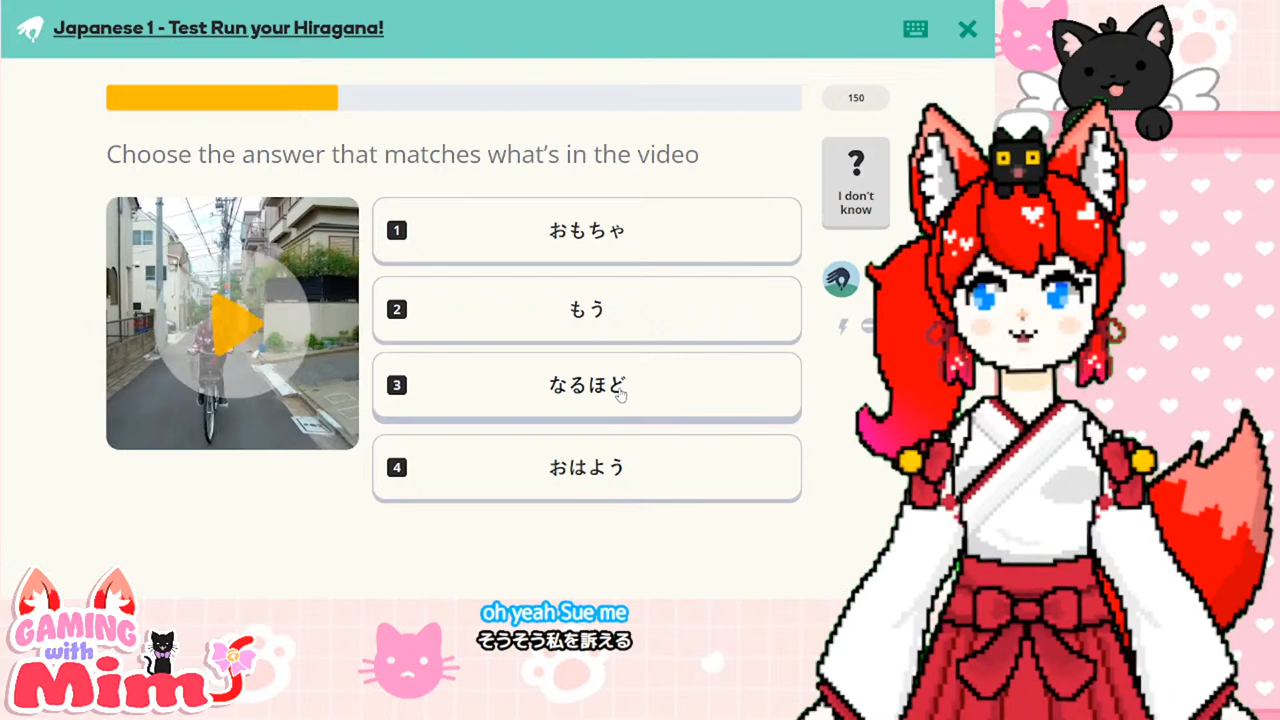 Japanese 1 - Test Run your Hiragana!
150
Choose the answer that matches what's in the video
?
I don't
know
1 おもちゃ
2 もう
3 なるほど
4 おはよう
oh yeah Sue me
そうそう私を訴える
GAMING
with
Mim